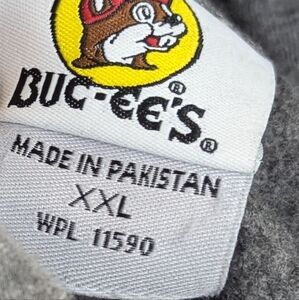 BUC-EE'S®
MADE IN PAKISTAN
XXL
WPL 11590